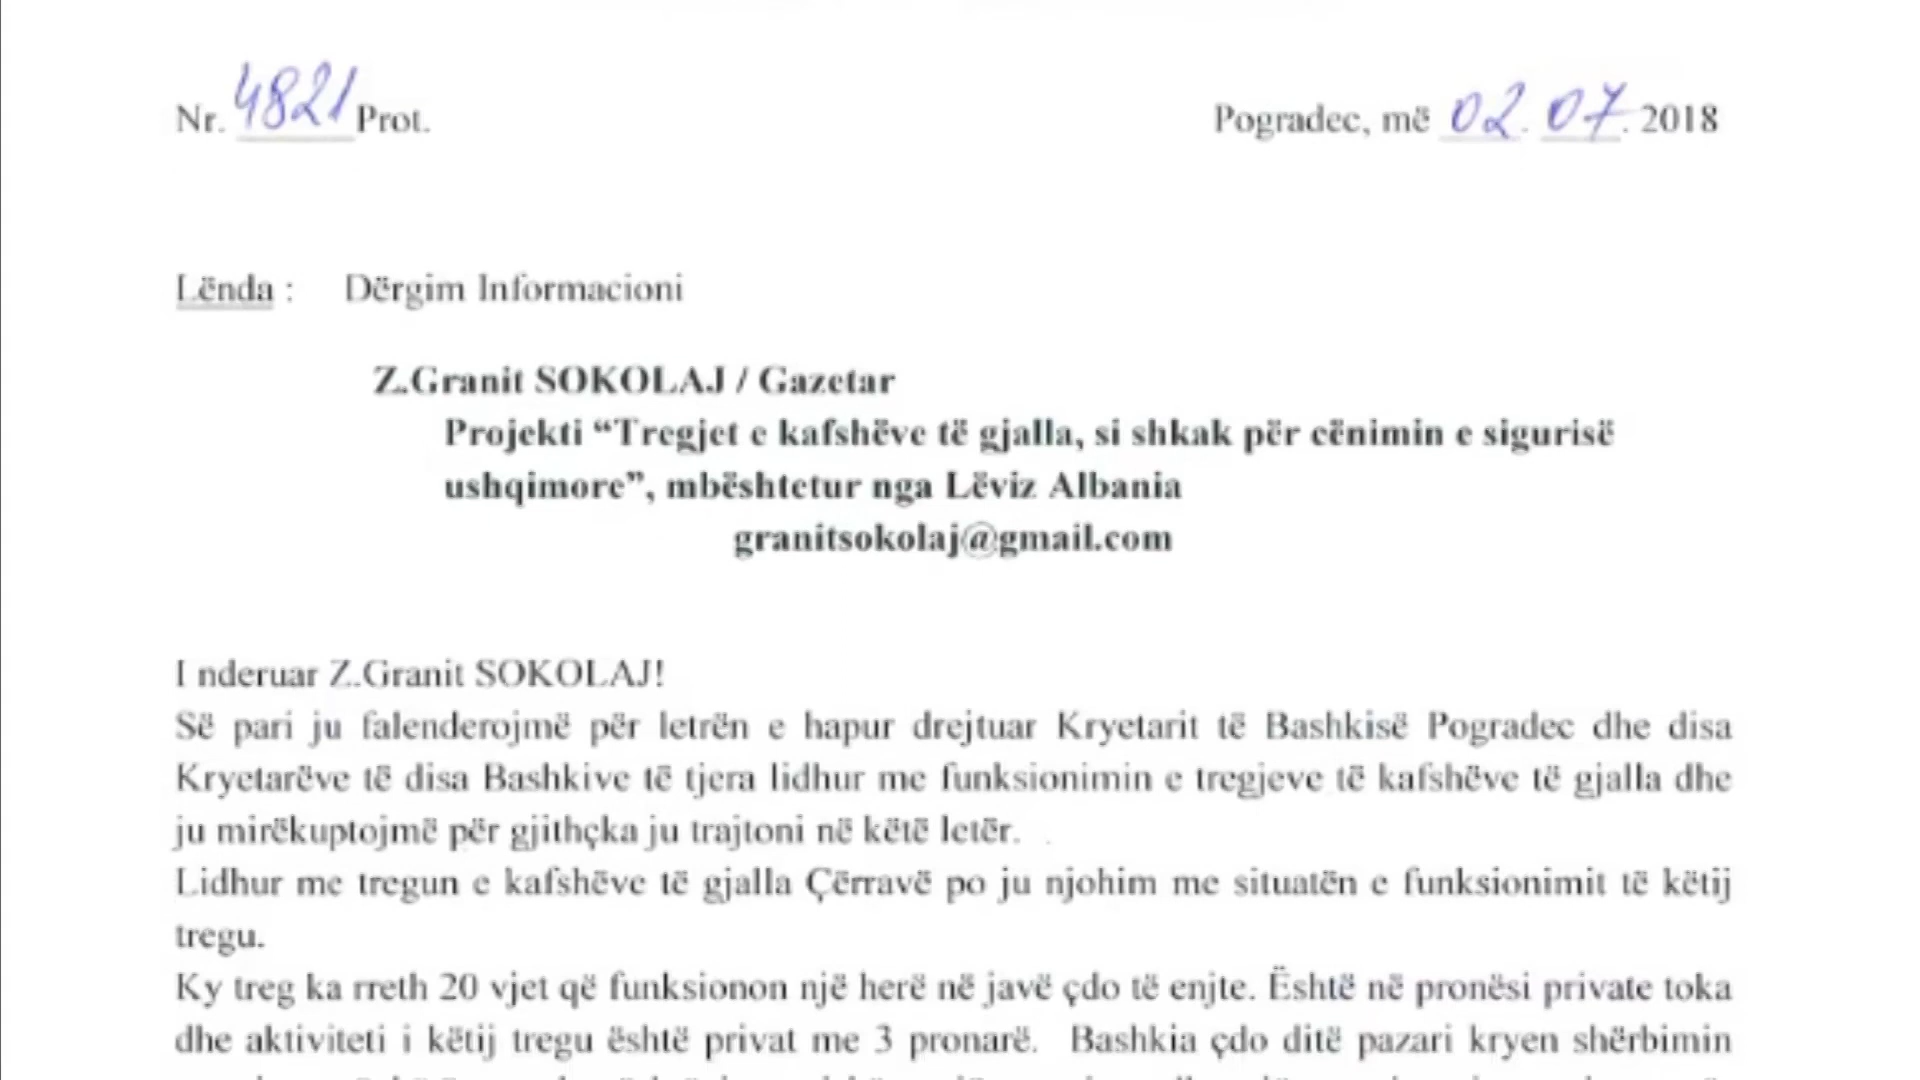 Nr. 4821 Prot. Pogradec, më 02.07.2018
Lënda : Dërgim Informacioni
Z.Granit SOKOLAJ / Gazetar
Projekti “Tregjet e kafshëve të gjalla, si shkak për cënimin e sigurisë
ushqimore”, mbështetur nga Lëviz Albania
granitsokolaj@gmail.com
I nderuar Z.Granit SOKOLAJ!
Së pari ju falenderojmë për letrën e hapur drejtuar Kryetarit të Bashkisë Pogradec dhe disa
Kryetarëve të disa Bashkive të tjera lidhur me funksionimin e tregjeve të kafshëve të gjalla dhe
ju mirëkuptojmë për gjithçka ju trajtoni në këtë letër.
Lidhur me tregun e kafshëve të gjalla Çërravë po ju njohim me situatën e funksionimit të këtij
tregu.
Ky treg ka rreth 20 vjet që funksionon një herë në javë çdo të enjte. Është në pronësi private toka
dhe aktiviteti i këtij tregu është privat me 3 pronarë. Bashkia çdo ditë pazari kryen shërbimin